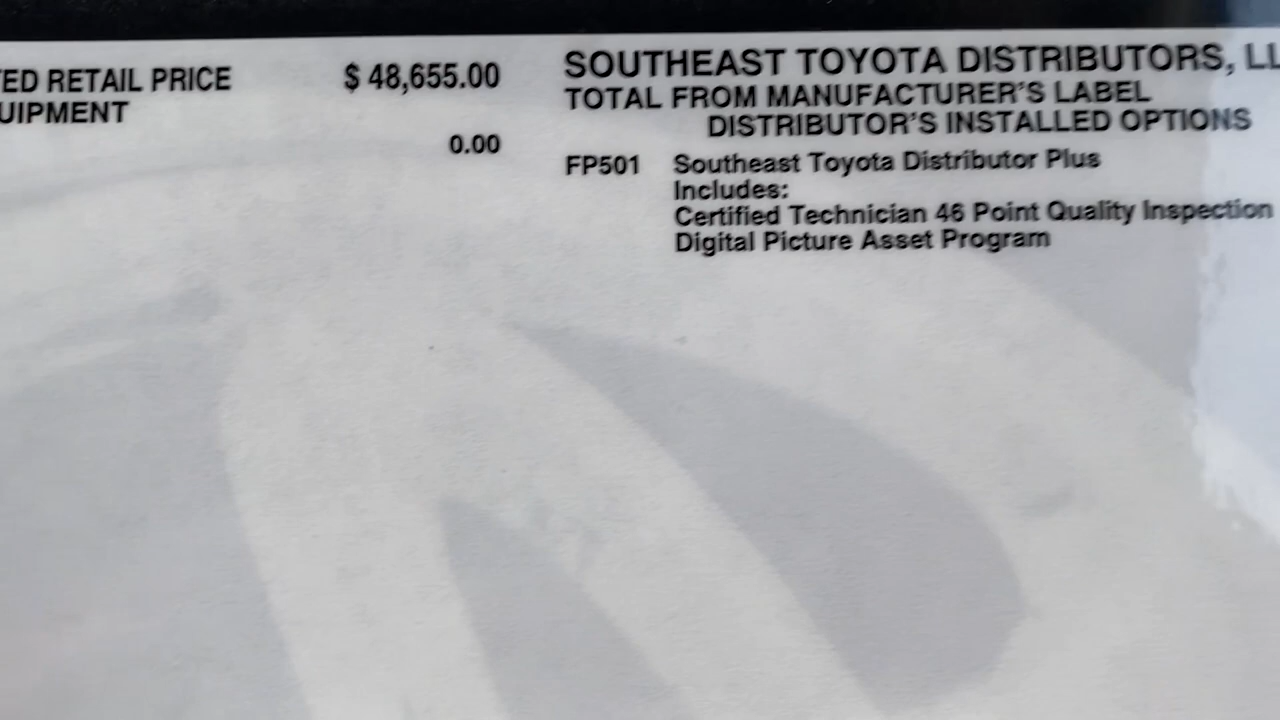 ED RETAIL PRICE $ 48,655.00
UIPMENT
0.00
SOUTHEAST TOYOTA DISTRIBUTORS, LL
TOTAL FROM MANUFACTURER'S LABEL
DISTRIBUTOR'S INSTALLED OPTIONS
FP501 Southeast Toyota Distributor Plus
Includes:
Certified Technician 46 Point Quality Inspection
Digital Picture Asset Program